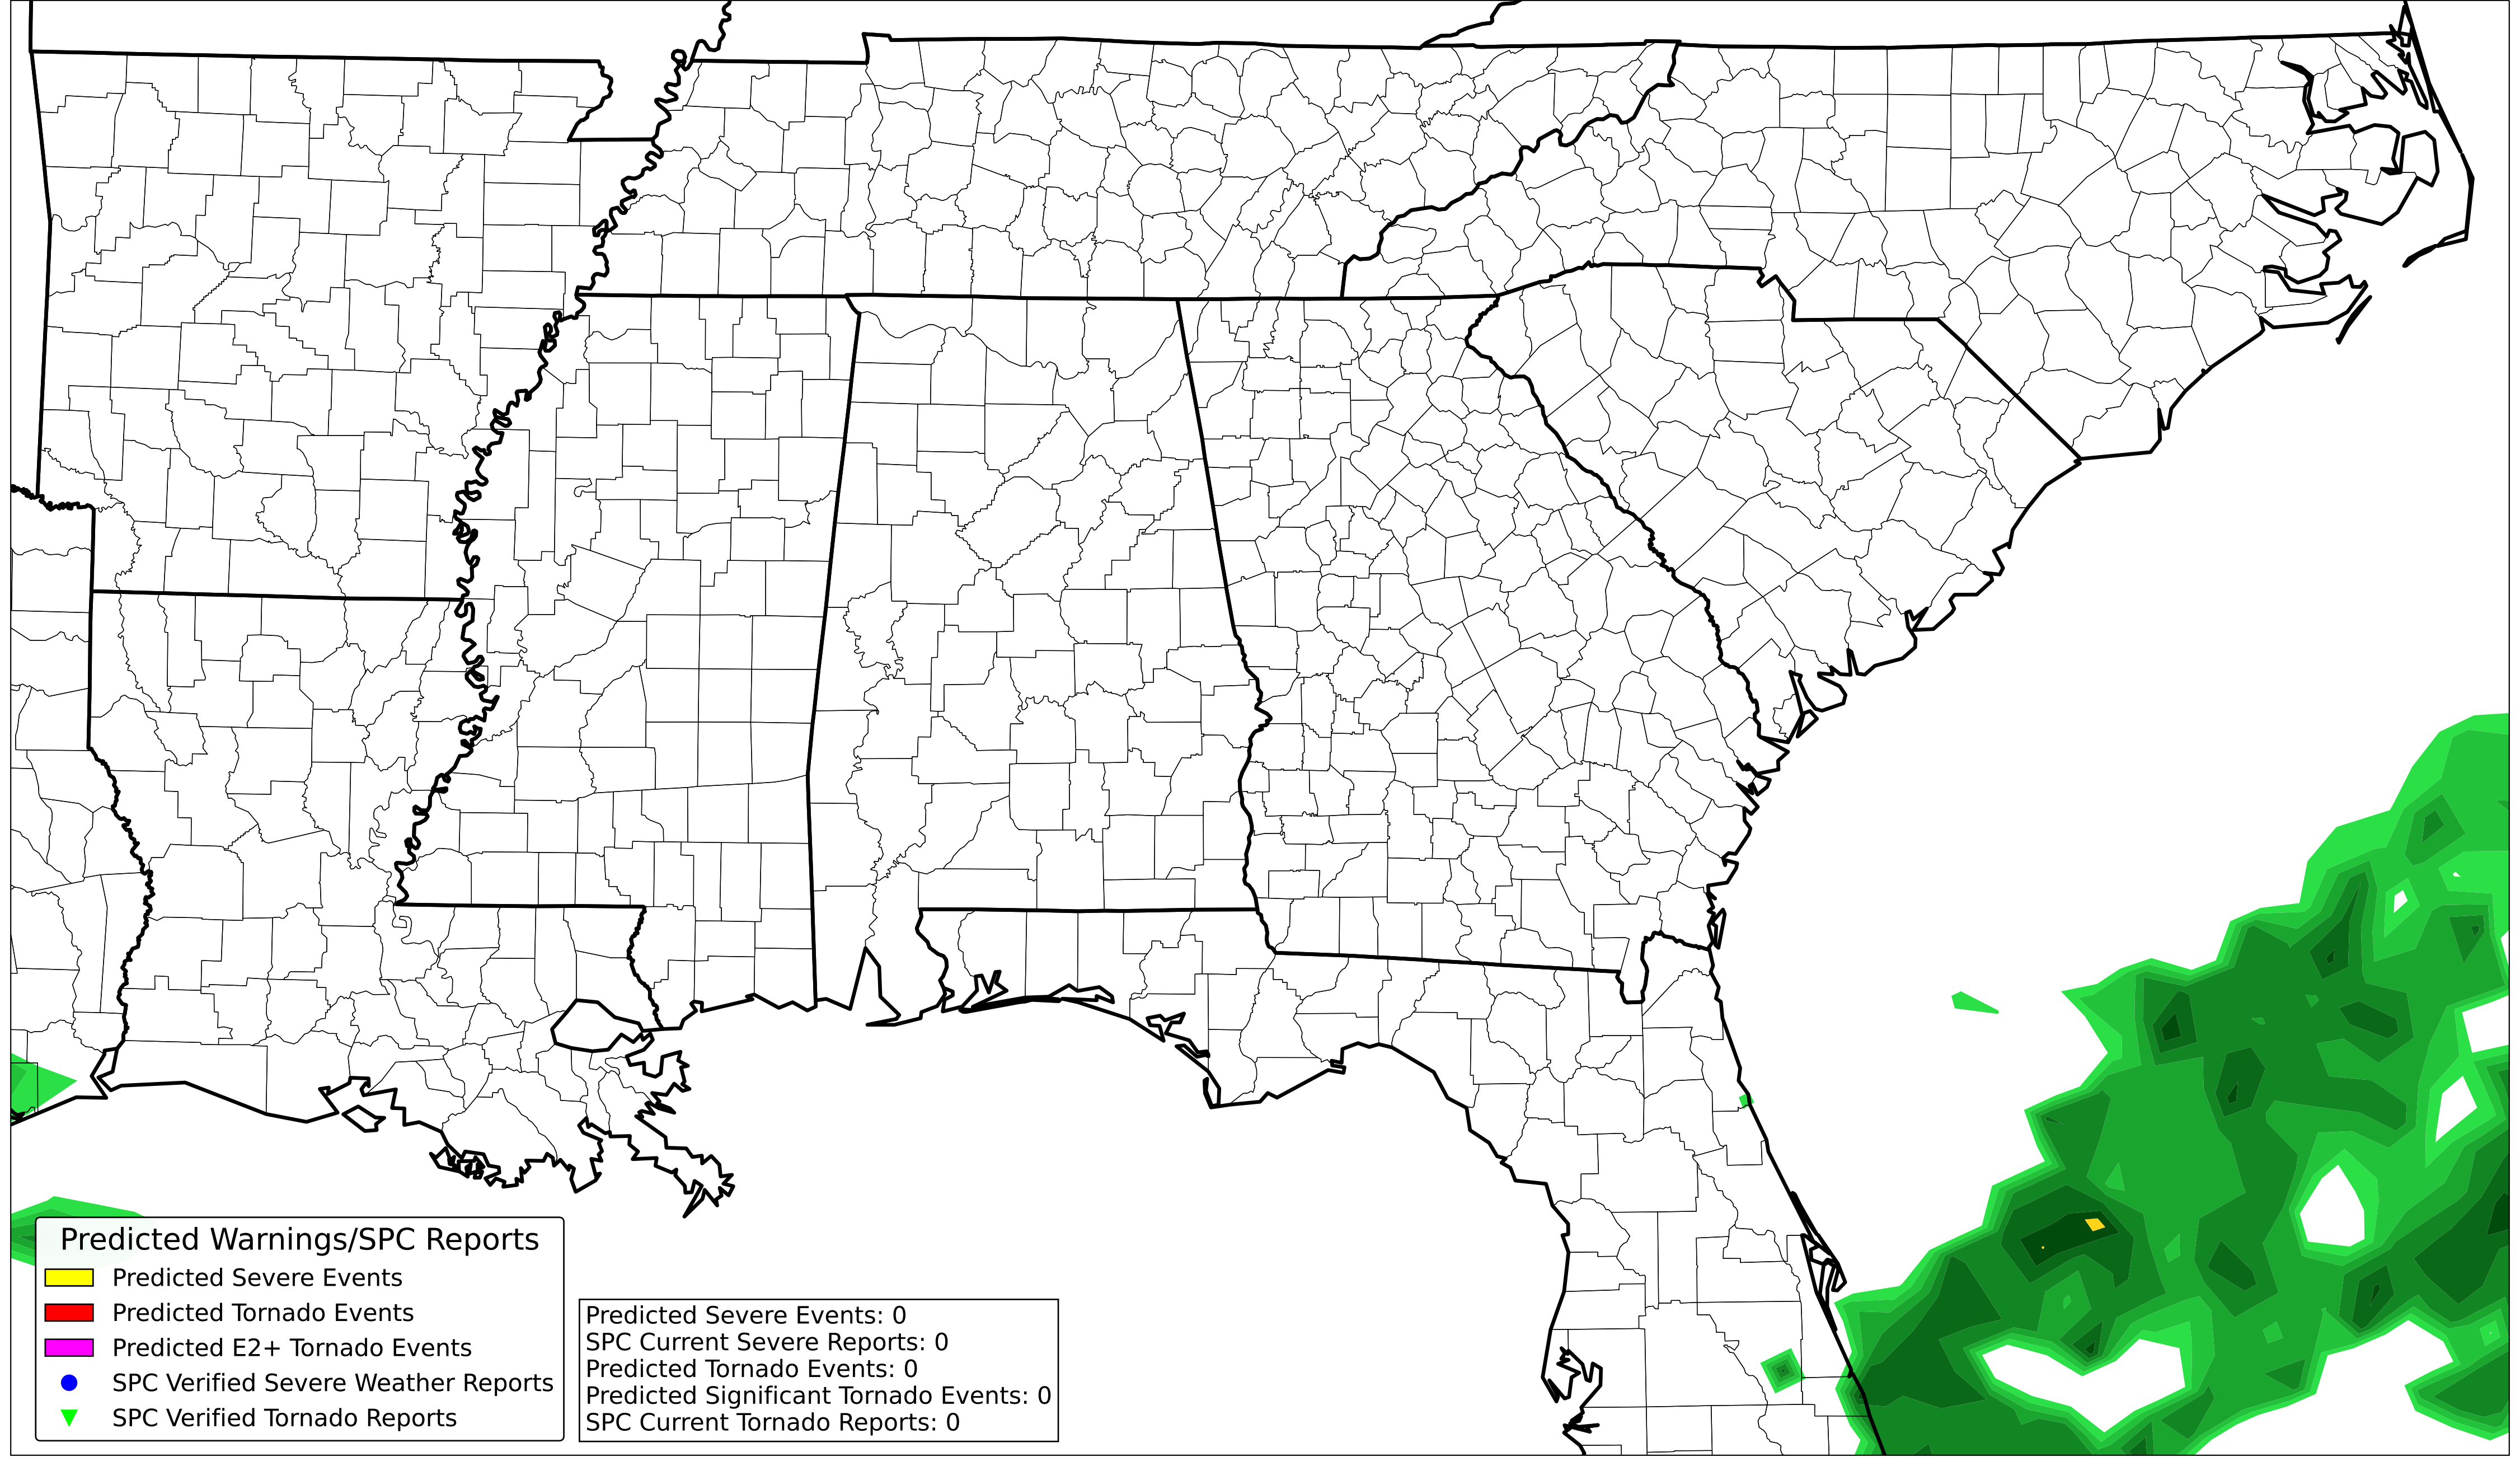 Predicted Warnings/SPC Reports
Predicted Severe Events
Predicted Tornado Events
Predicted E2+ Tornado Events
SPC Verified Severe Weather Reports
SPC Verified Tornado Reports
Predicted Severe Events: 0
SPC Current Severe Reports: 0
Predicted Tornado Events: 0
Predicted Significant Tornado Events: 0
SPC Current Tornado Reports: 0